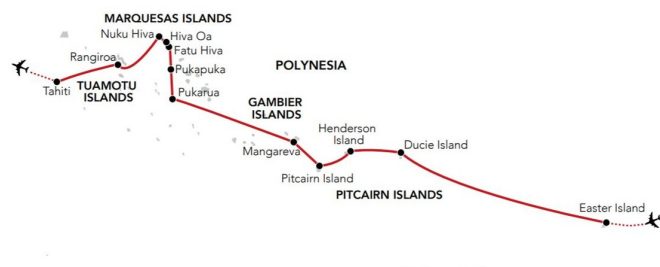 MARQUESAS ISLANDS
Nuku Hiva
Hiva Oa
Fatu Hiva
Rangiroa
Pukapuka
POLYNESIA
Tahiti
TUAMOTU
ISLANDS
Pukarua
GAMBIER
ISLANDS
Henderson
Island
Ducie Island
Mangareva
Pitcairn Island
PITCAIRN ISLANDS
Easter Island